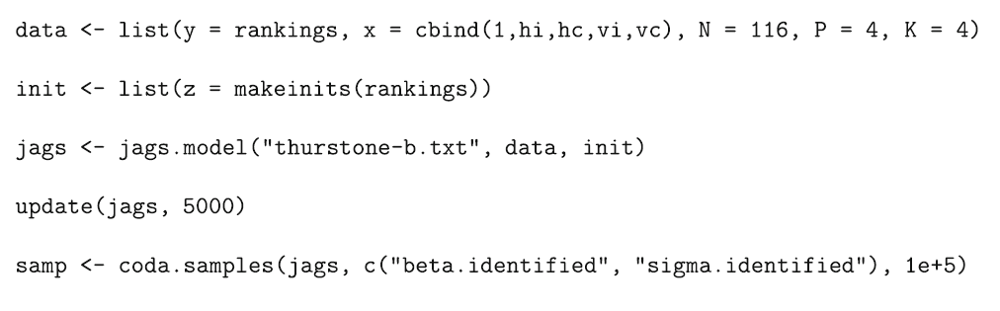 data <- list(y = rankings, x = cbind(1,hi,hc,vi,vc), N = 116, P = 4, K = 4)
init <- list(z = makeinits(rankings))
jags <- jags.model("thurstone-b.txt", data, init)
update(jags, 5000)
samp <- coda.samples(jags, c("beta.identified", "sigma.identified"), 1e+5)